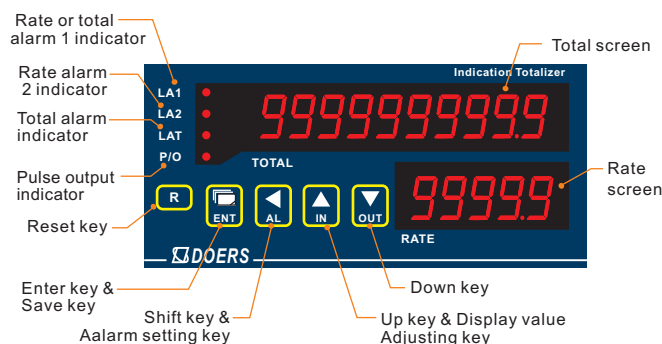 Rate or total
alarm 1 indicator
Total screen
Indication Totalizer
Rate alarm
2 indicator
LA1
LA2
999999999.9
Total alarm
indicator
LAT
P/O
TOTAL
Pulse output
indicator
Rate
screen
9999.9
R
ENT
AL
IN
OUT
RATE
Reset key
DOERS
Enter key &
Save key
Down key
Shift key &
Aalarm setting key
Up key & Display value
Adjusting key